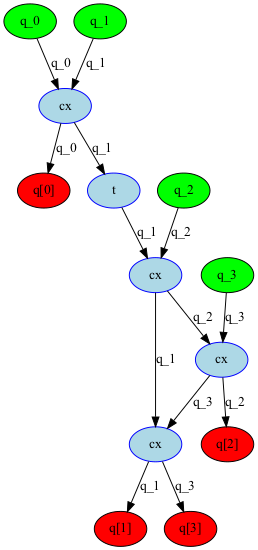 q_0 q_1
q_0 q_1
cx
q_0 q_1
q[0] t q_2
q_1 q_2
cx q_3
q_2 q_3
q_1 cx
q_3 q_2
cx q[2]
q_1 q_3
q[1] q[3]